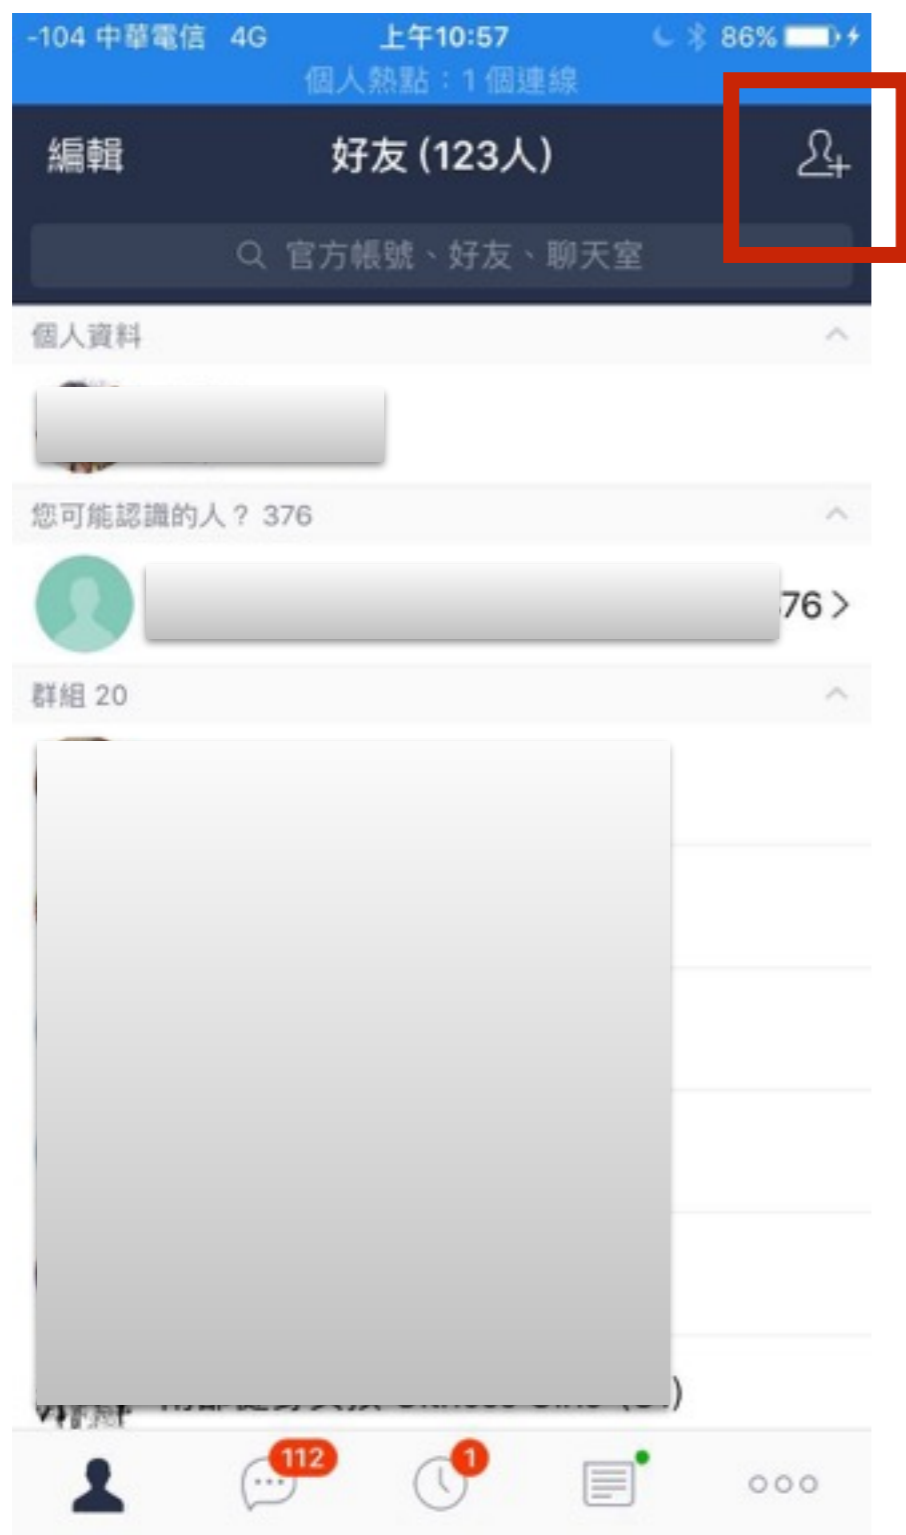 -104 中華電信 4G 上午10:57 86%
個人熱點：1 個連線
編輯 好友 (123人)
官方帳號、好友、聊天室
個人資料
您可能認識的人？ 376
76
群組 20
112 1